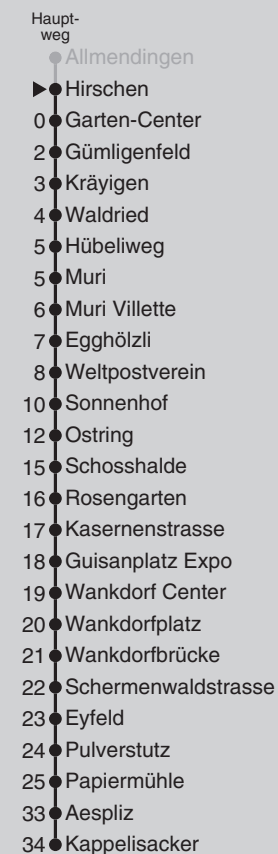 Haupt-
weg
Allmendingen
Hirschen
0 Garten-Center
2 Gümligenfeld
3 Kräyigen
4 Waldried
5 Hübeliweg
5 Muri
6 Muri Villette
7 Egghölzli
8 Weltpostverein
10 Sonnenhof
12 Ostring
15 Schosshalde
16 Rosengarten
17 Kasernenstrasse
18 Guisanplatz Expo
19 Wankdorf Center
20 Wankdorfplatz
21 Wankdorfbrücke
22 Schermenwaldstrasse
23 Eyfeld
24 Pulverstutz
25 Papiermühle
33 Aespliz
34 Kappelisacker